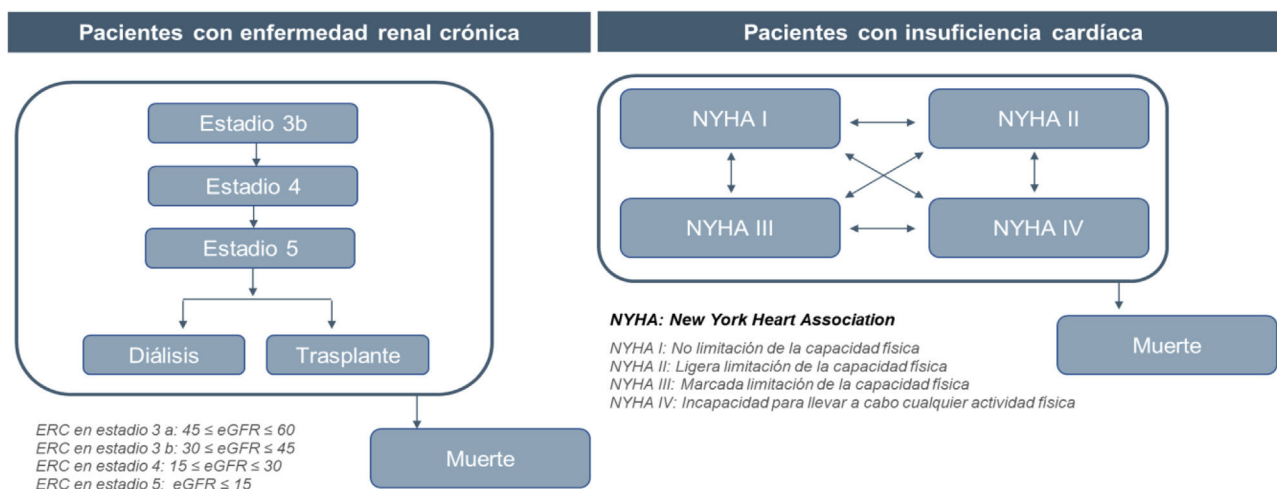 Pacientes con enfermedad renal crónica
Estadio 3b
Estadio 4
Estadio 5
Diálisis
Trasplante
ERC en estadio 3 a: 45 ≤ eGFR ≤ 60
ERC en estadio 3 b: 30 ≤ eGFR ≤ 45
ERC en estadio 4: 15 ≤ eGFR ≤ 30
ERC en estadio 5: eGFR ≤ 15
Muerte
Pacientes con insuficiencia cardíaca
NYHA I
NYHA II
NYHA III
NYHA IV
NYHA: New York Heart Association
NYHA I: No limitación de la capacidad física
NYHA II: Ligera limitación de la capacidad física
NYHA III: Marcada limitación de la capacidad física
NYHA IV: Incapacidad para llevar a cabo cualquier actividad física
Muerte